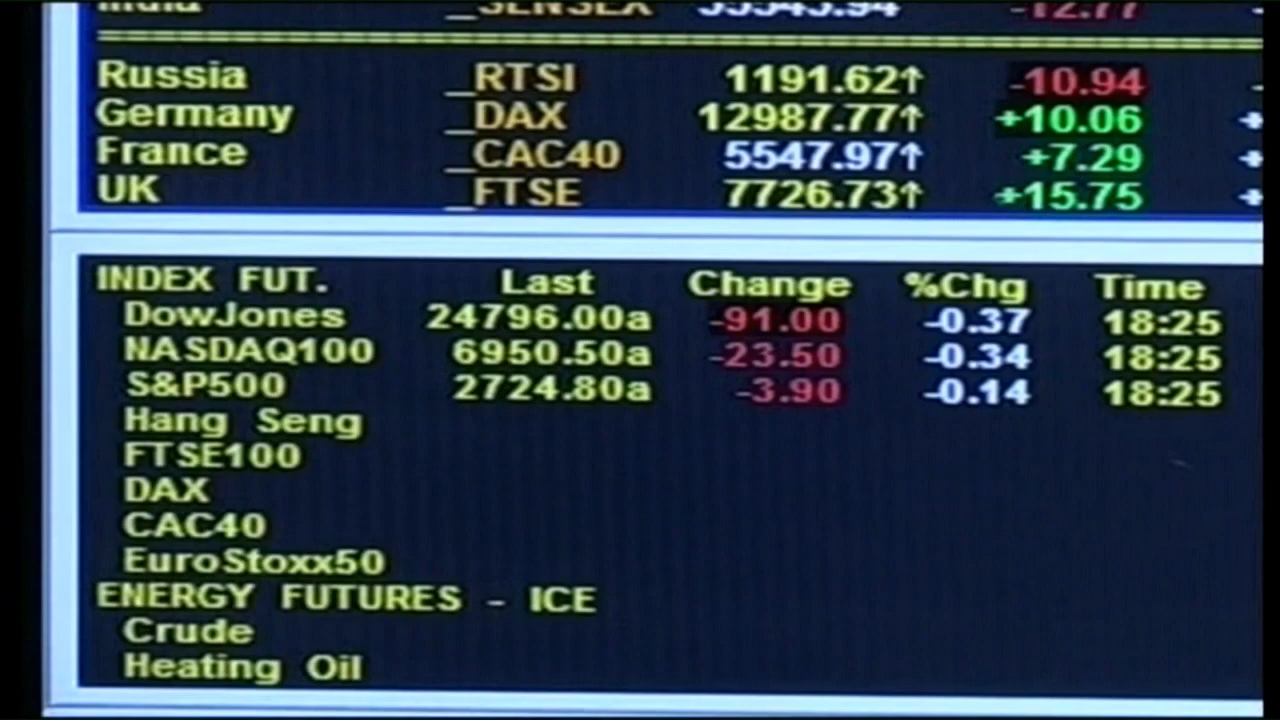 Russia _RTSI 1191.62↑ -10.94
Germany _DAX 12987.77↑ +10.06
France _CAC40 5547.97↑ +7.29
UK _FTSE 7726.73↑ +15.75
INDEX FUT. Last Change %Chg Time
DowJones 24796.00a -91.00 -0.37 18:25
NASDAQ100 6950.50a -23.50 -0.34 18:25
S&P500 2724.80a -3.90 -0.14 18:25
Hang Seng
FTSE100
DAX
CAC40
EuroStoxx50
ENERGY FUTURES - ICE
Crude
Heating Oil